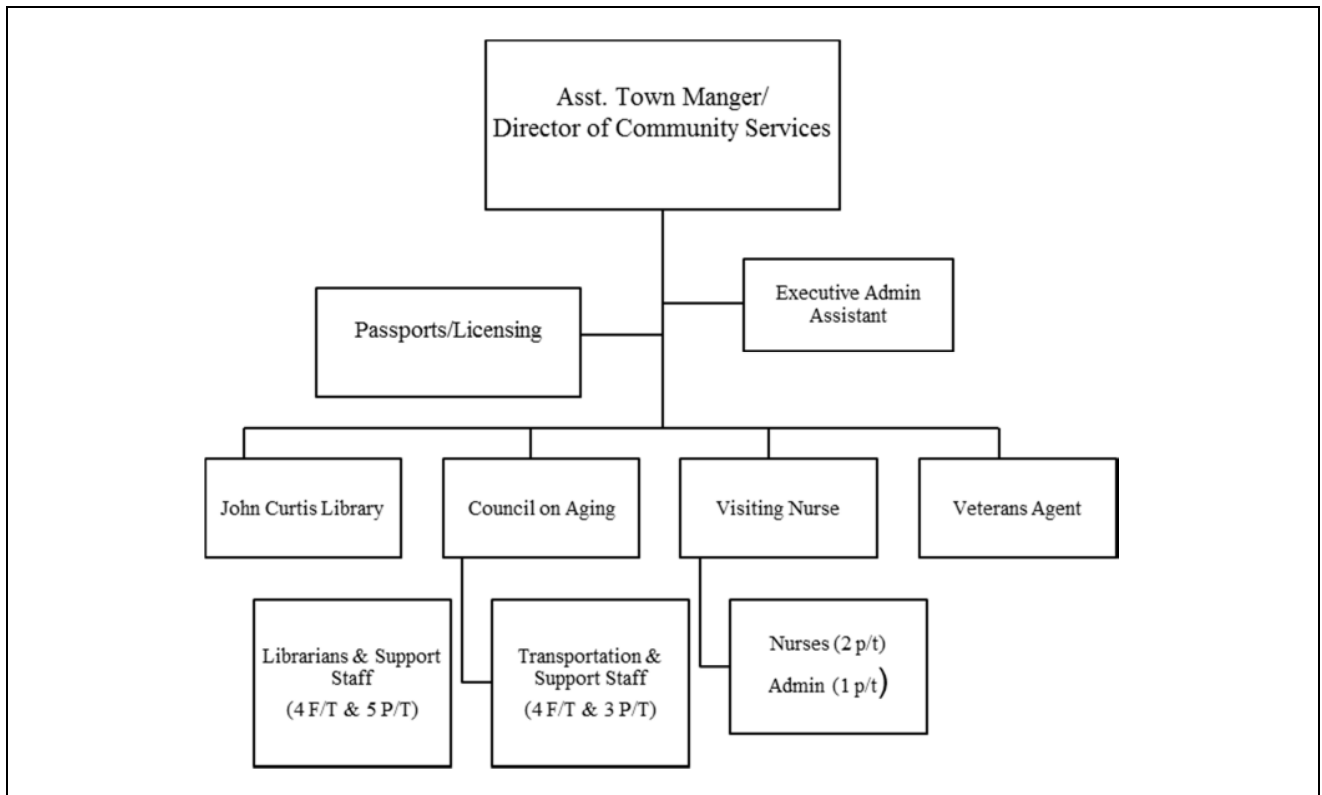 Asst. Town Manger/
Director of Community Services
Executive Admin
Assistant
Passports/Licensing
John Curtis Library
Council on Aging
Visiting Nurse
Veterans Agent
Librarians & Support
Staff
(4 F/T & 5 P/T)
Transportation &
Support Staff
(4 F/T & 3 P/T)
Nurses (2 p/t)
Admin (1 p/t)